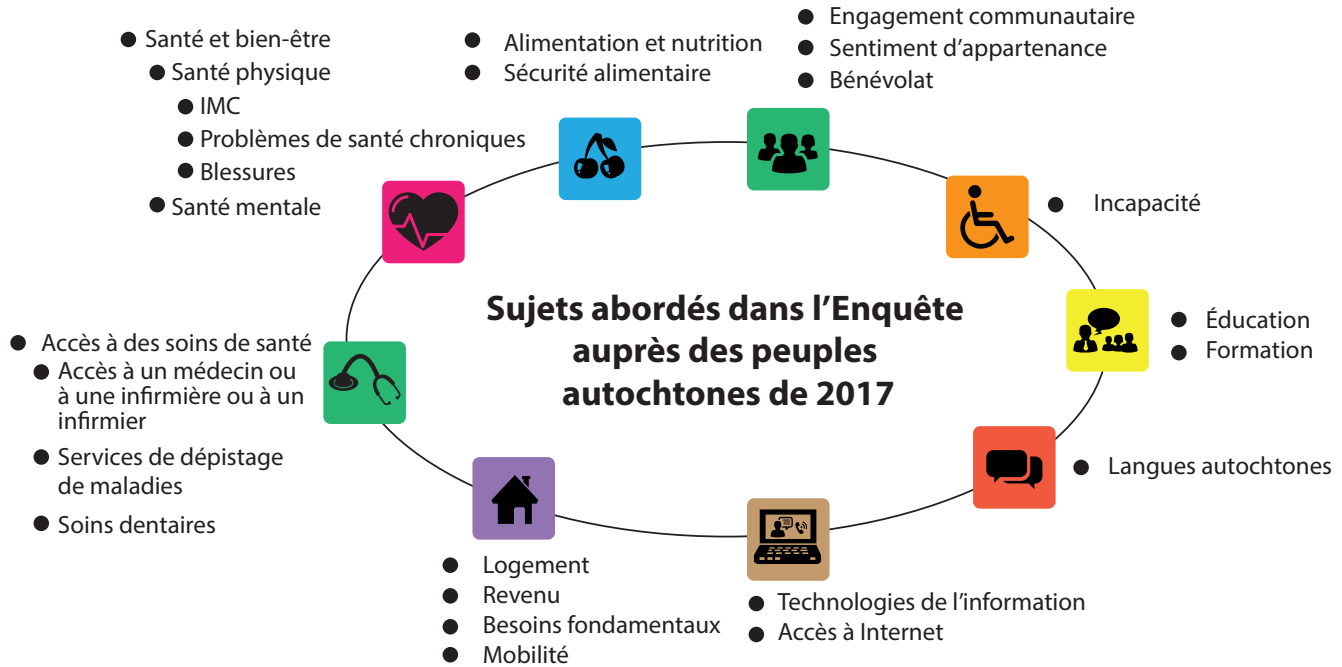 Santé et bien-être
Santé physique
IMC
Problèmes de santé chroniques
Blessures
Santé mentale
Alimentation et nutrition
Sécurité alimentaire
Engagement communautaire
Sentiment d’appartenance
Bénévolat
Incapacité
Éducation
Formation
Langues autochtones
Technologies de l’information
Accès à Internet
Logement
Revenu
Besoins fondamentaux
Mobilité
Accès à des soins de santé
Accès à un médecin ou
à une infirmière ou à un
infirmier
Services de dépistage
de maladies
Soins dentaires
Sujets abordés dans l’Enquête
auprès des peuples
autochtones de 2017